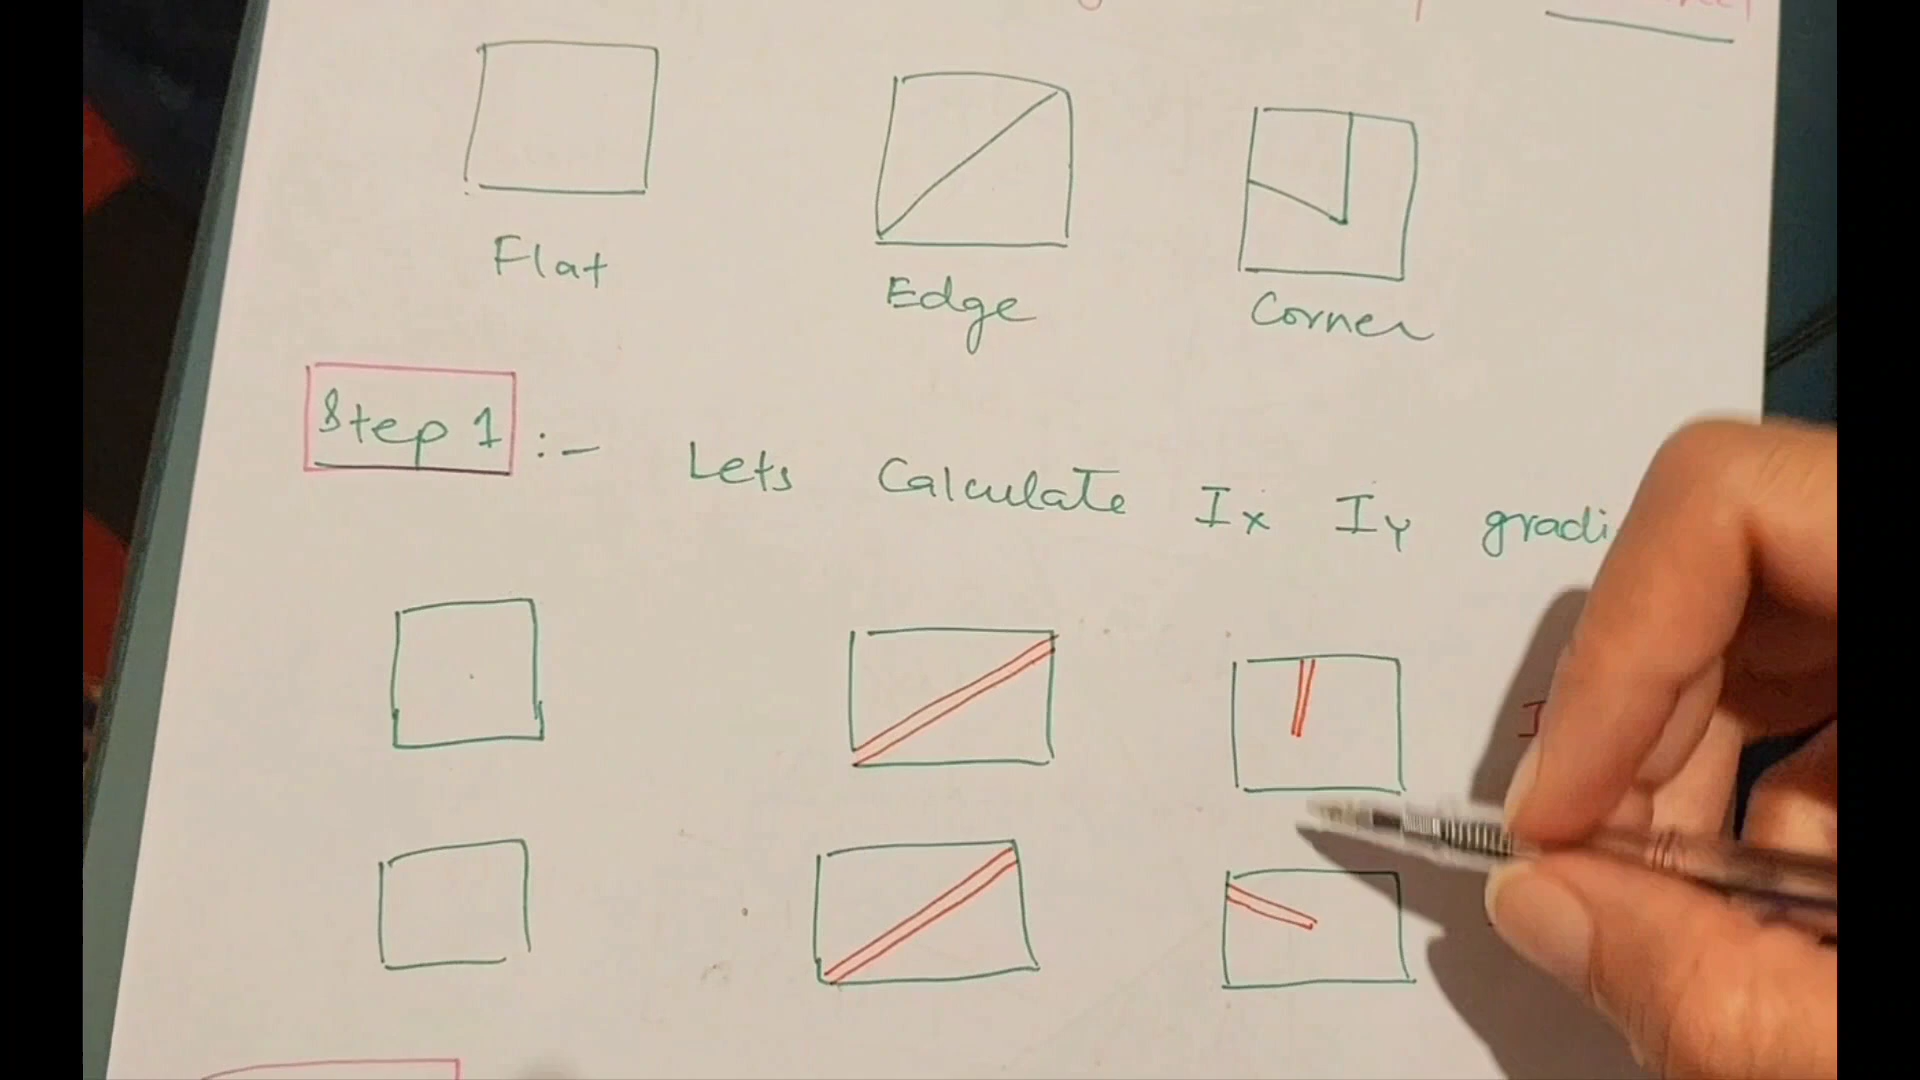 Flat
Edge
Corner
Step 1 :- Lets Calculate Ix Iy gradi
I